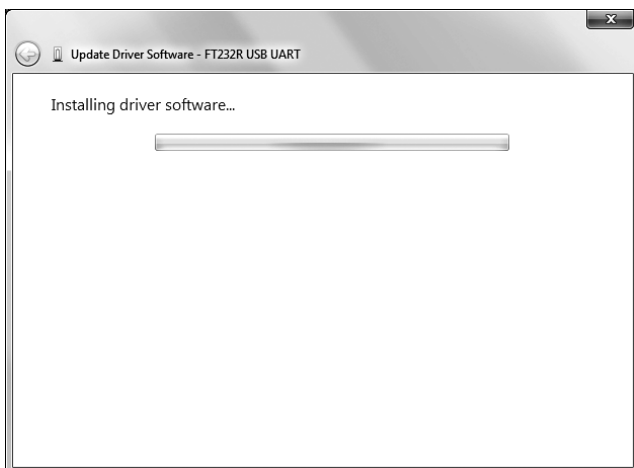 Update Driver Software - FT232R USB UART
Installing driver software...